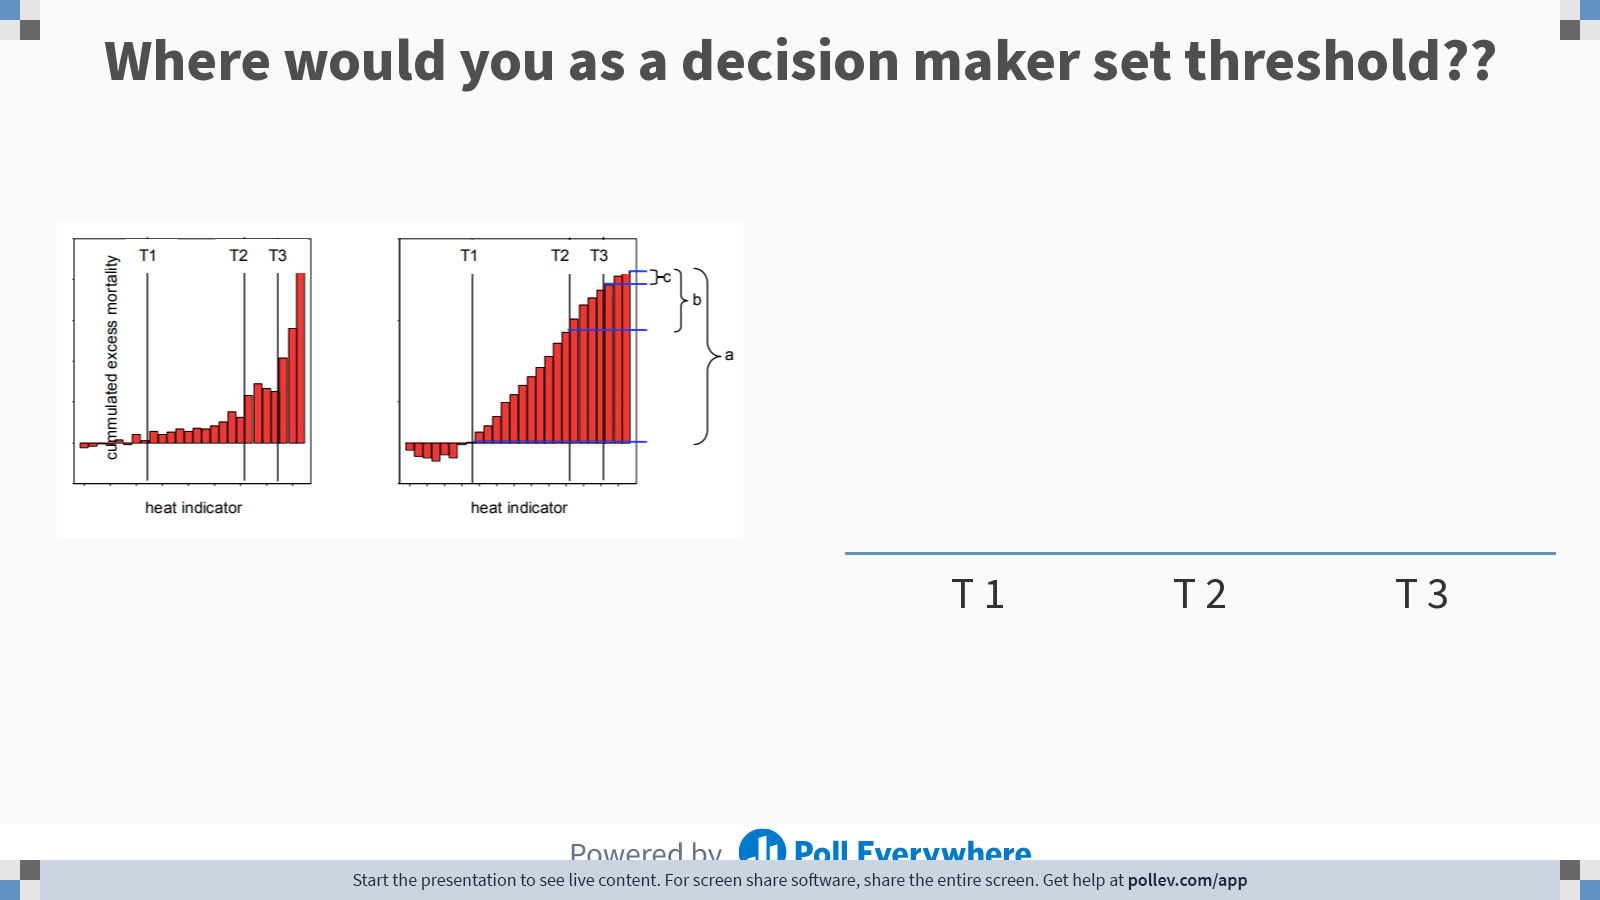 Where would you as a decision maker set threshold??
T1 T2 T3
cummulated excess mortality
heat indicator
T1 T2 T3
c
b
a
heat indicator
T 1 T 2 T 3
Powered by Poll Everywhere
Start the presentation to see live content. For screen share software, share the entire screen. Get help at pollev.com/app